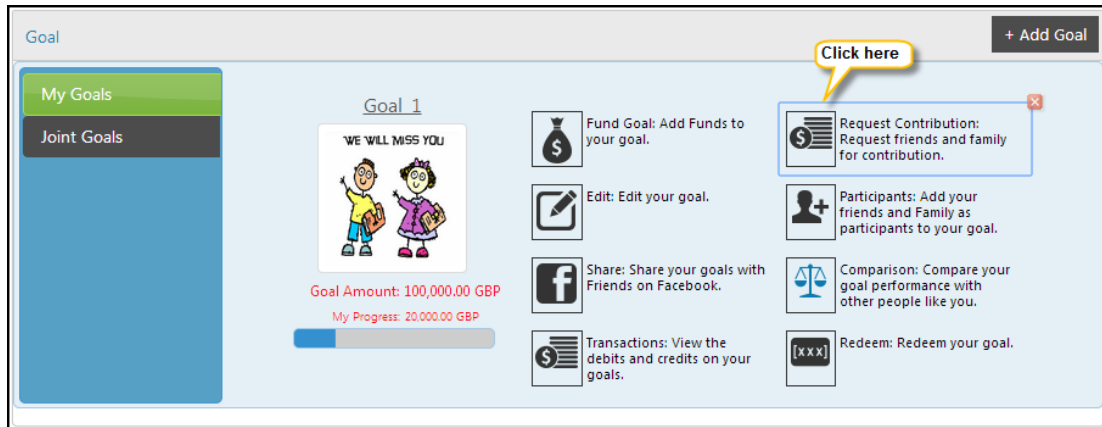 Goal
+ Add Goal
Click here
My Goals
Joint Goals
Goal 1
WE WILL MISS YOU
Goal Amount: 100,000.00 GBP
My Progress: 20,000.00 GBP
Fund Goal: Add Funds to
your goal.
Request Contribution:
Request friends and family
for contribution.
Edit: Edit your goal.
Participants: Add your
friends and Family as
participants to your goal.
f
Share: Share your goals with
Friends on Facebook.
Comparison: Compare your
goal performance with
other people like you.
$
Transactions: View the
debits and credits on your
goals.
[xxx]
Redeem: Redeem your goal.